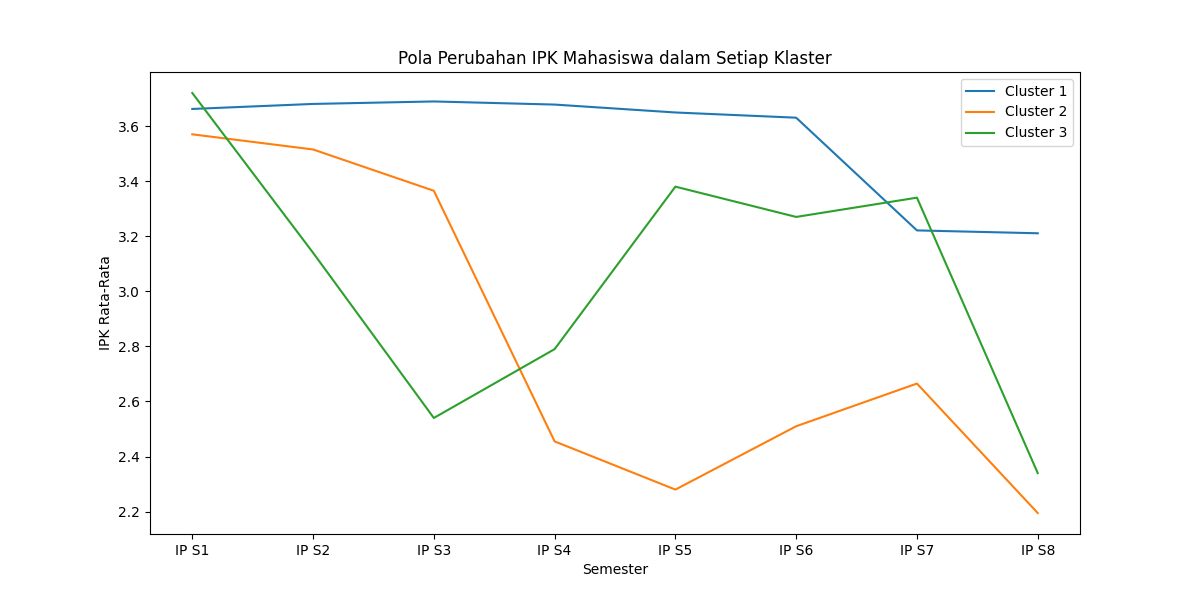 Pola Perubahan IPK Mahasiswa dalam Setiap Klaster
Cluster 1
Cluster 2
Cluster 3
IPK Rata-Rata
3.6
3.4
3.2
3.0
2.8
2.6
2.4
2.2
IP S1 IP S2 IP S3 IP S4 IP S5 IP S6 IP S7 IP S8
Semester